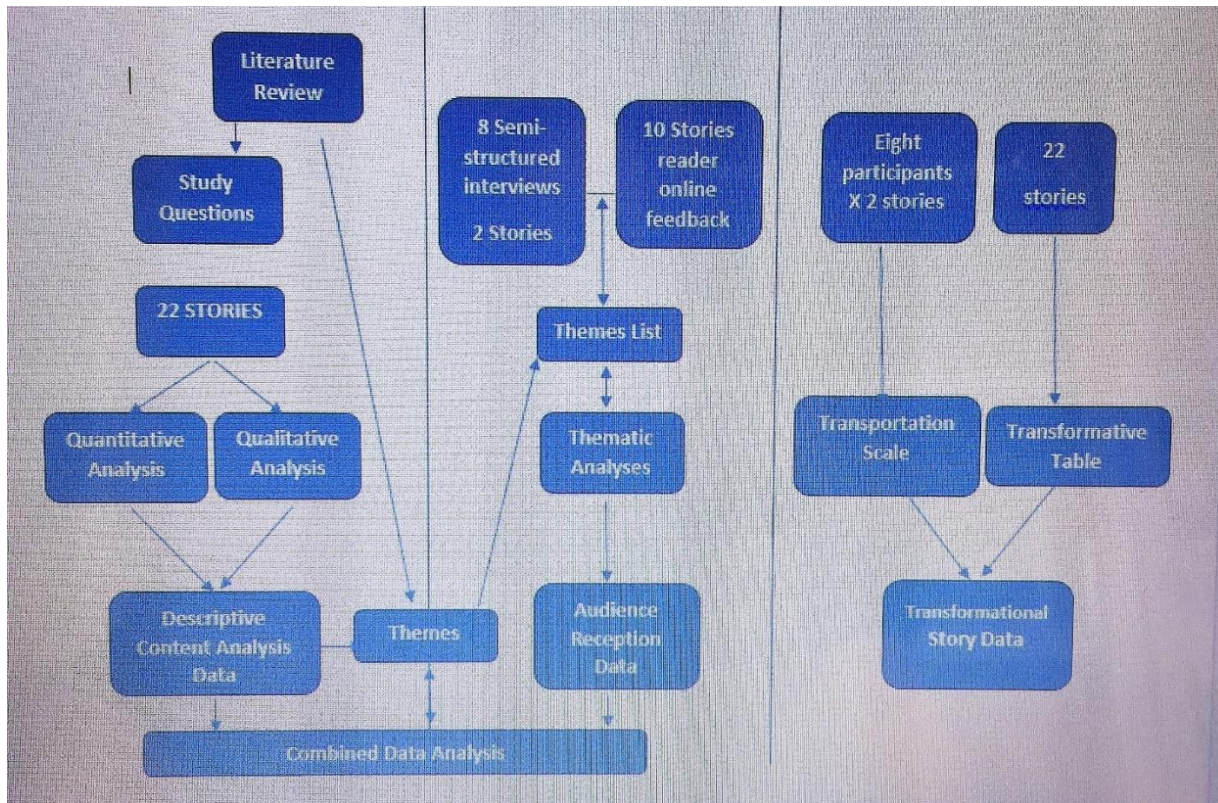 Literature
Review
Study
Questions
22 STORIES
Quantitative
Analysis
Qualitative
Analysis
Descriptive
Content Analysis
Data
Themes
8 Semi-
structured
interviews
2 Stories
10 Stories
reader
online
feedback
Themes List
Thematic
Analyses
Audience
Reception
Data
Combined Data Analysis
Eight
participants
X 2 stories
22
stories
Transportation
Scale
Transformative
Table
Transformational
Story Data